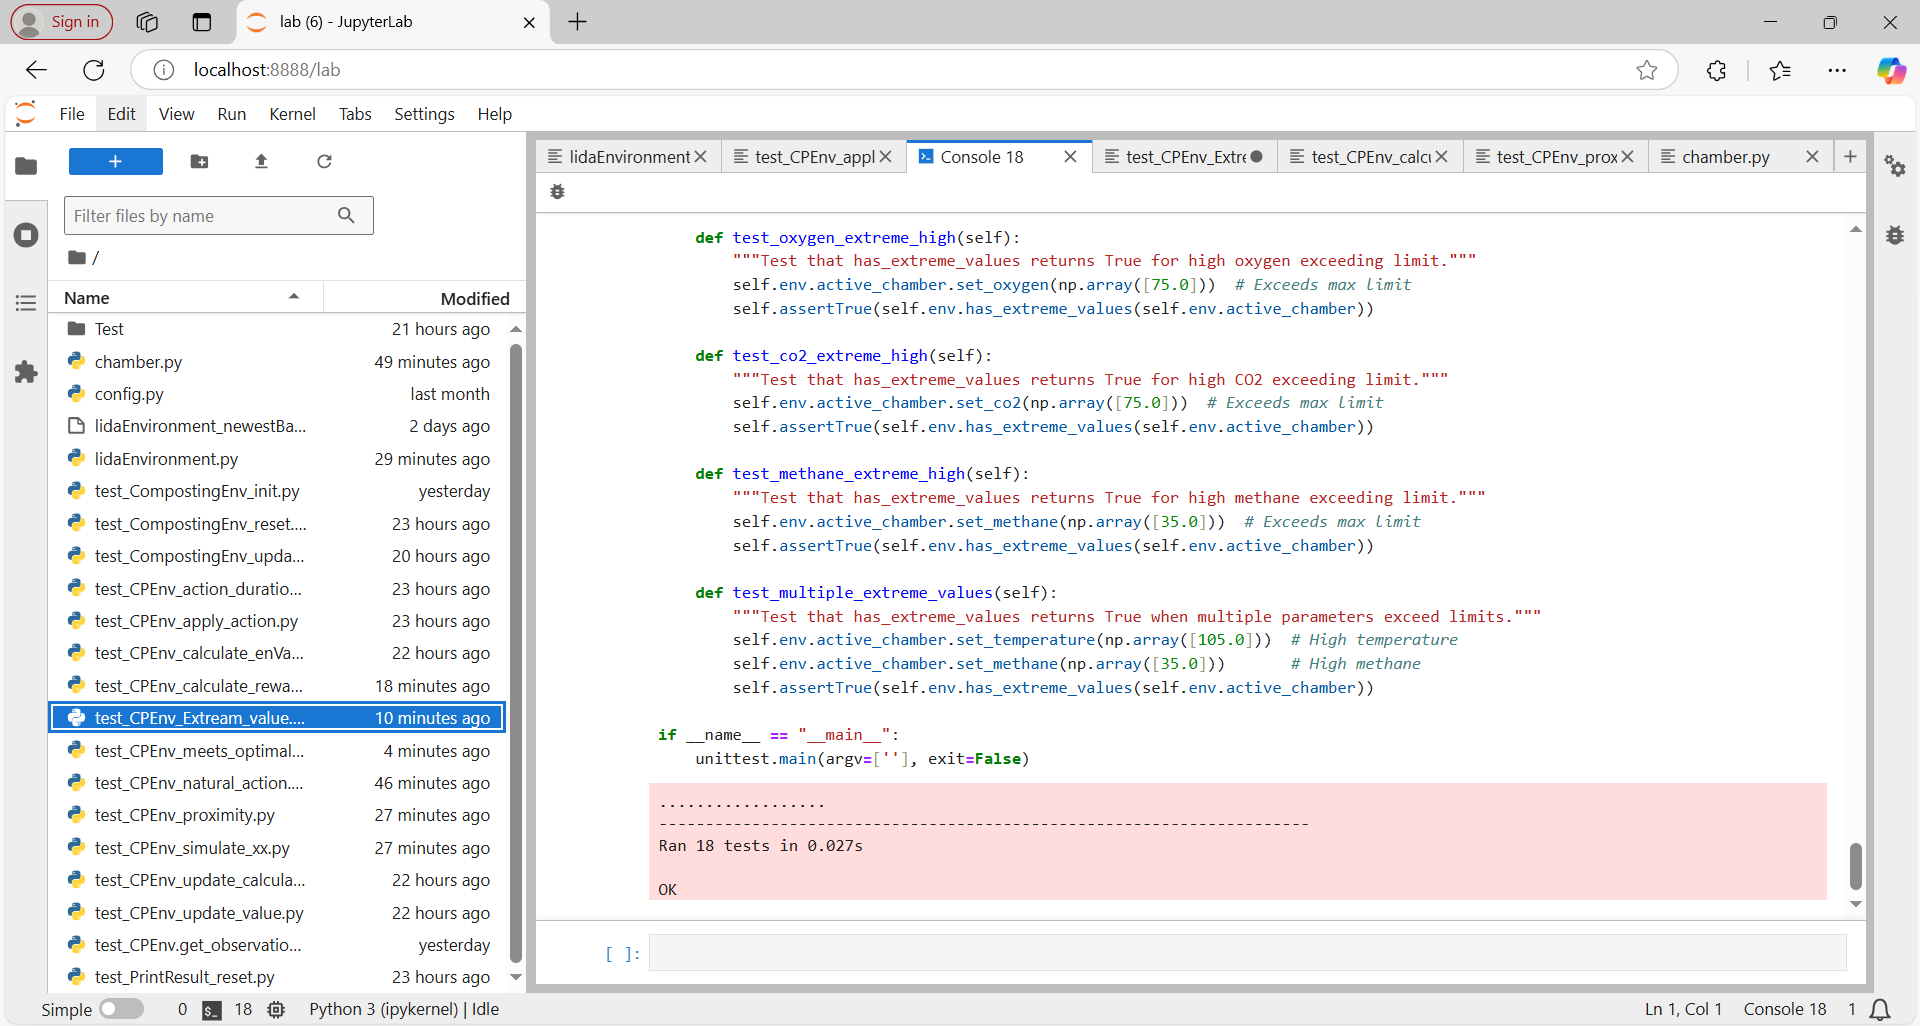 Sign in
lab (6) - JupyterLab
localhost:8888/lab
File Edit View Run Kernel Tabs Settings Help
lidaEnvironment
test_CPEnv_appl
Console 18
test_CPEnv_Extre
test_CPEnv_calcu
test_CPEnv_prox
chamber.py
Filter files by name
/
Name Modified
Test 21 hours ago
chamber.py 49 minutes ago
config.py last month
lidaEnvironment_newestBa... 2 days ago
lidaEnvironment.py 29 minutes ago
test_CompostingEnv_init.py yesterday
test_CompostingEnv_reset.... 23 hours ago
test_CompostingEnv_upda... 20 hours ago
test_CPEnv_action_duratio... 23 hours ago
test_CPEnv_apply_action.py 23 hours ago
test_CPEnv_calculate_enVa... 22 hours ago
test_CPEnv_calculate_rewa... 18 minutes ago
test_CPEnv_Extream_value.... 10 minutes ago
test_CPEnv_meets_optimal... 4 minutes ago
test_CPEnv_natural_action.... 46 minutes ago
test_CPEnv_proximity.py 27 minutes ago
test_CPEnv_simulate_xx.py 27 minutes ago
test_CPEnv_update_calcula... 22 hours ago
test_CPEnv_update_value.py 22 hours ago
test_CPEnv.get_observatio... yesterday
test_PrintResult_reset.py 23 hours ago
def test_oxygen_extreme_high(self):
"""Test that has_extreme_values returns True for high oxygen exceeding limit."""
self.env.active_chamber.set_oxygen(np.array([75.0])) # Exceeds max limit
self.assertTrue(self.env.has_extreme_values(self.env.active_chamber))
def test_co2_extreme_high(self):
"""Test that has_extreme_values returns True for high CO2 exceeding limit."""
self.env.active_chamber.set_co2(np.array([75.0])) # Exceeds max limit
self.assertTrue(self.env.has_extreme_values(self.env.active_chamber))
def test_methane_extreme_high(self):
"""Test that has_extreme_values returns True for high methane exceeding limit."""
self.env.active_chamber.set_methane(np.array([35.0])) # Exceeds max limit
self.assertTrue(self.env.has_extreme_values(self.env.active_chamber))
def test_multiple_extreme_values(self):
"""Test that has_extreme_values returns True when multiple parameters exceed limits."""
self.env.active_chamber.set_temperature(np.array([105.0])) # High temperature
self.env.active_chamber.set_methane(np.array([35.0])) # High methane
self.assertTrue(self.env.has_extreme_values(self.env.active_chamber))
if __name__ == "__main__":
unittest.main(argv=[''], exit=False)
..................
----------------------------------------------------------------------
Ran 18 tests in 0.027s
OK
[ ]:
Simple 0 18 Python 3 (ipykernel) | Idle Ln 1, Col 1 Console 18 1